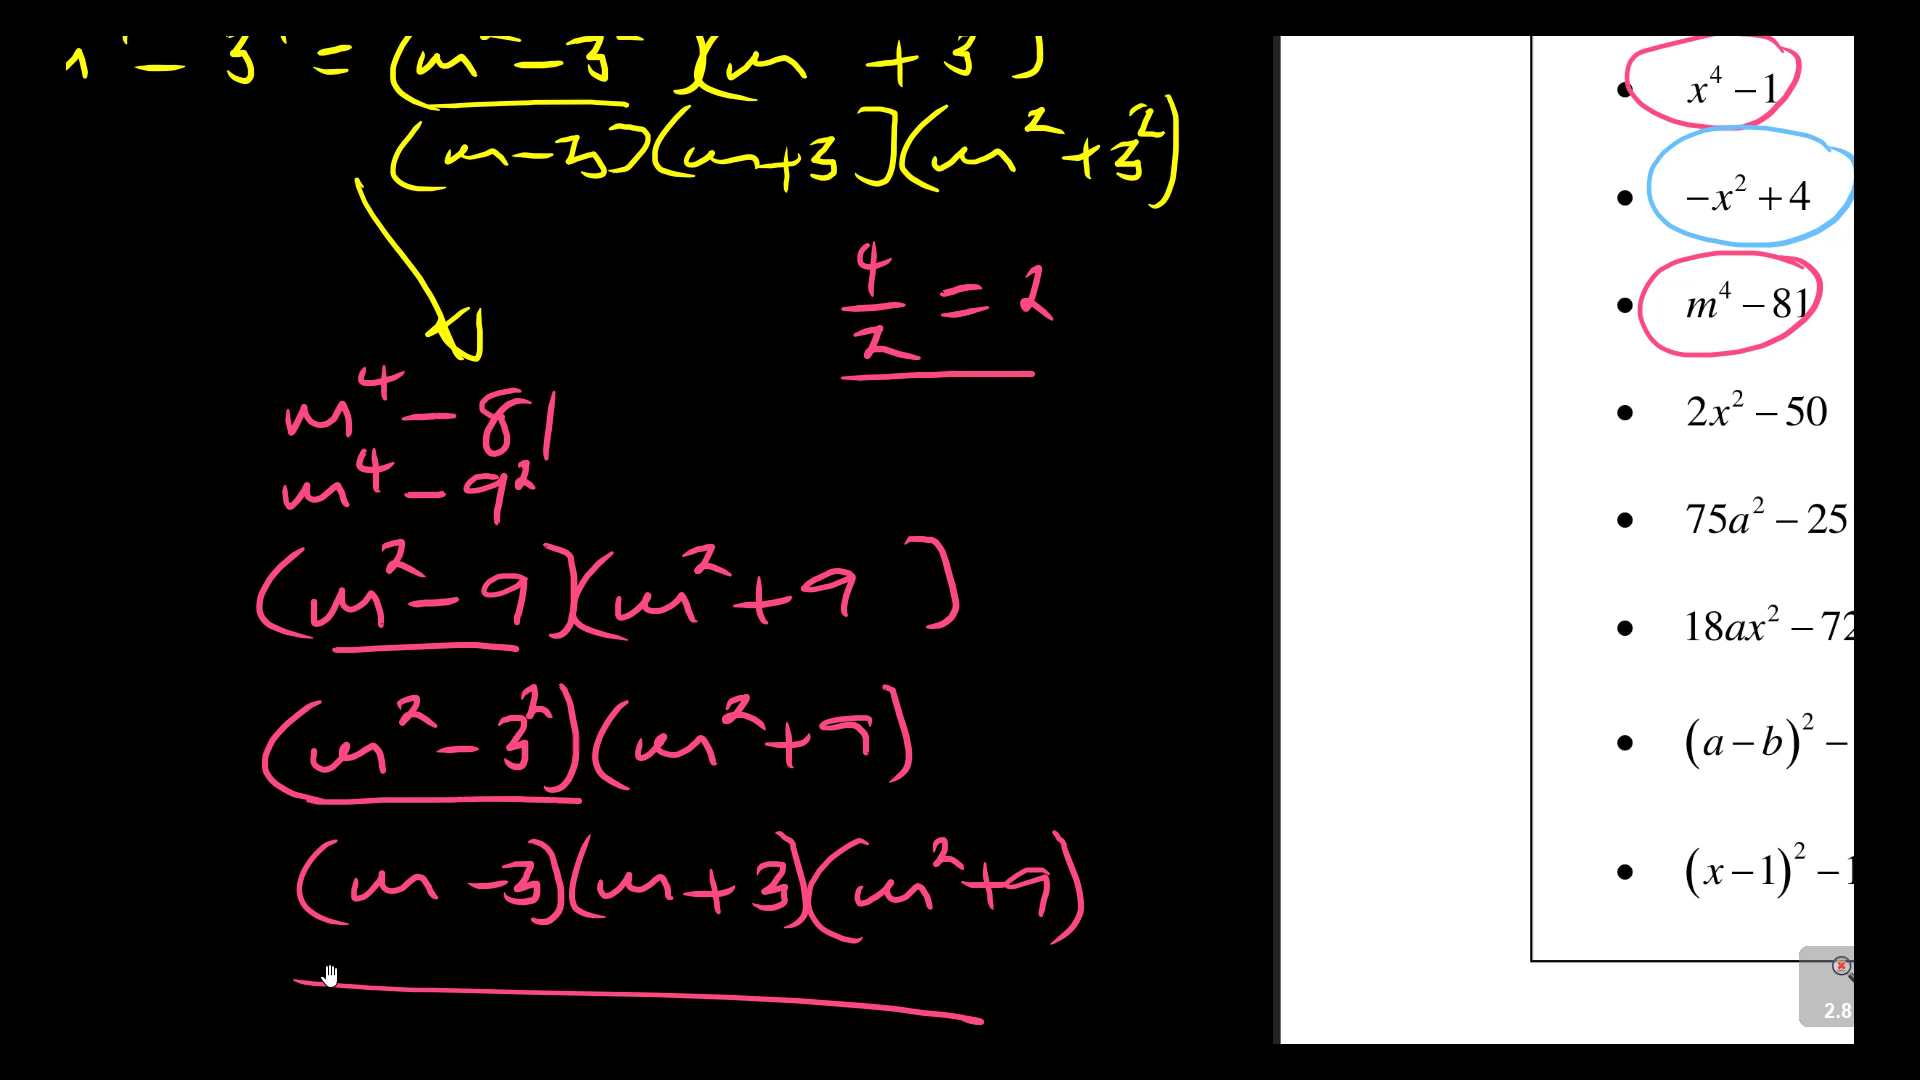 (m-3)(m+3)(m²+3²)
4/2 = 2
m⁴ - 81
m⁴ - 9²
(m² - 9)(m² + 9)
(m² - 3²)(m² + 9)
(m - 3)(m + 3)(m² + 9)
• x⁴ − 1
• −x² + 4
• m⁴ − 81
• 2x² − 50
• 75a² − 25
• 18ax² − 72
• (a − b)² −
• (x − 1)² − 1
2.8